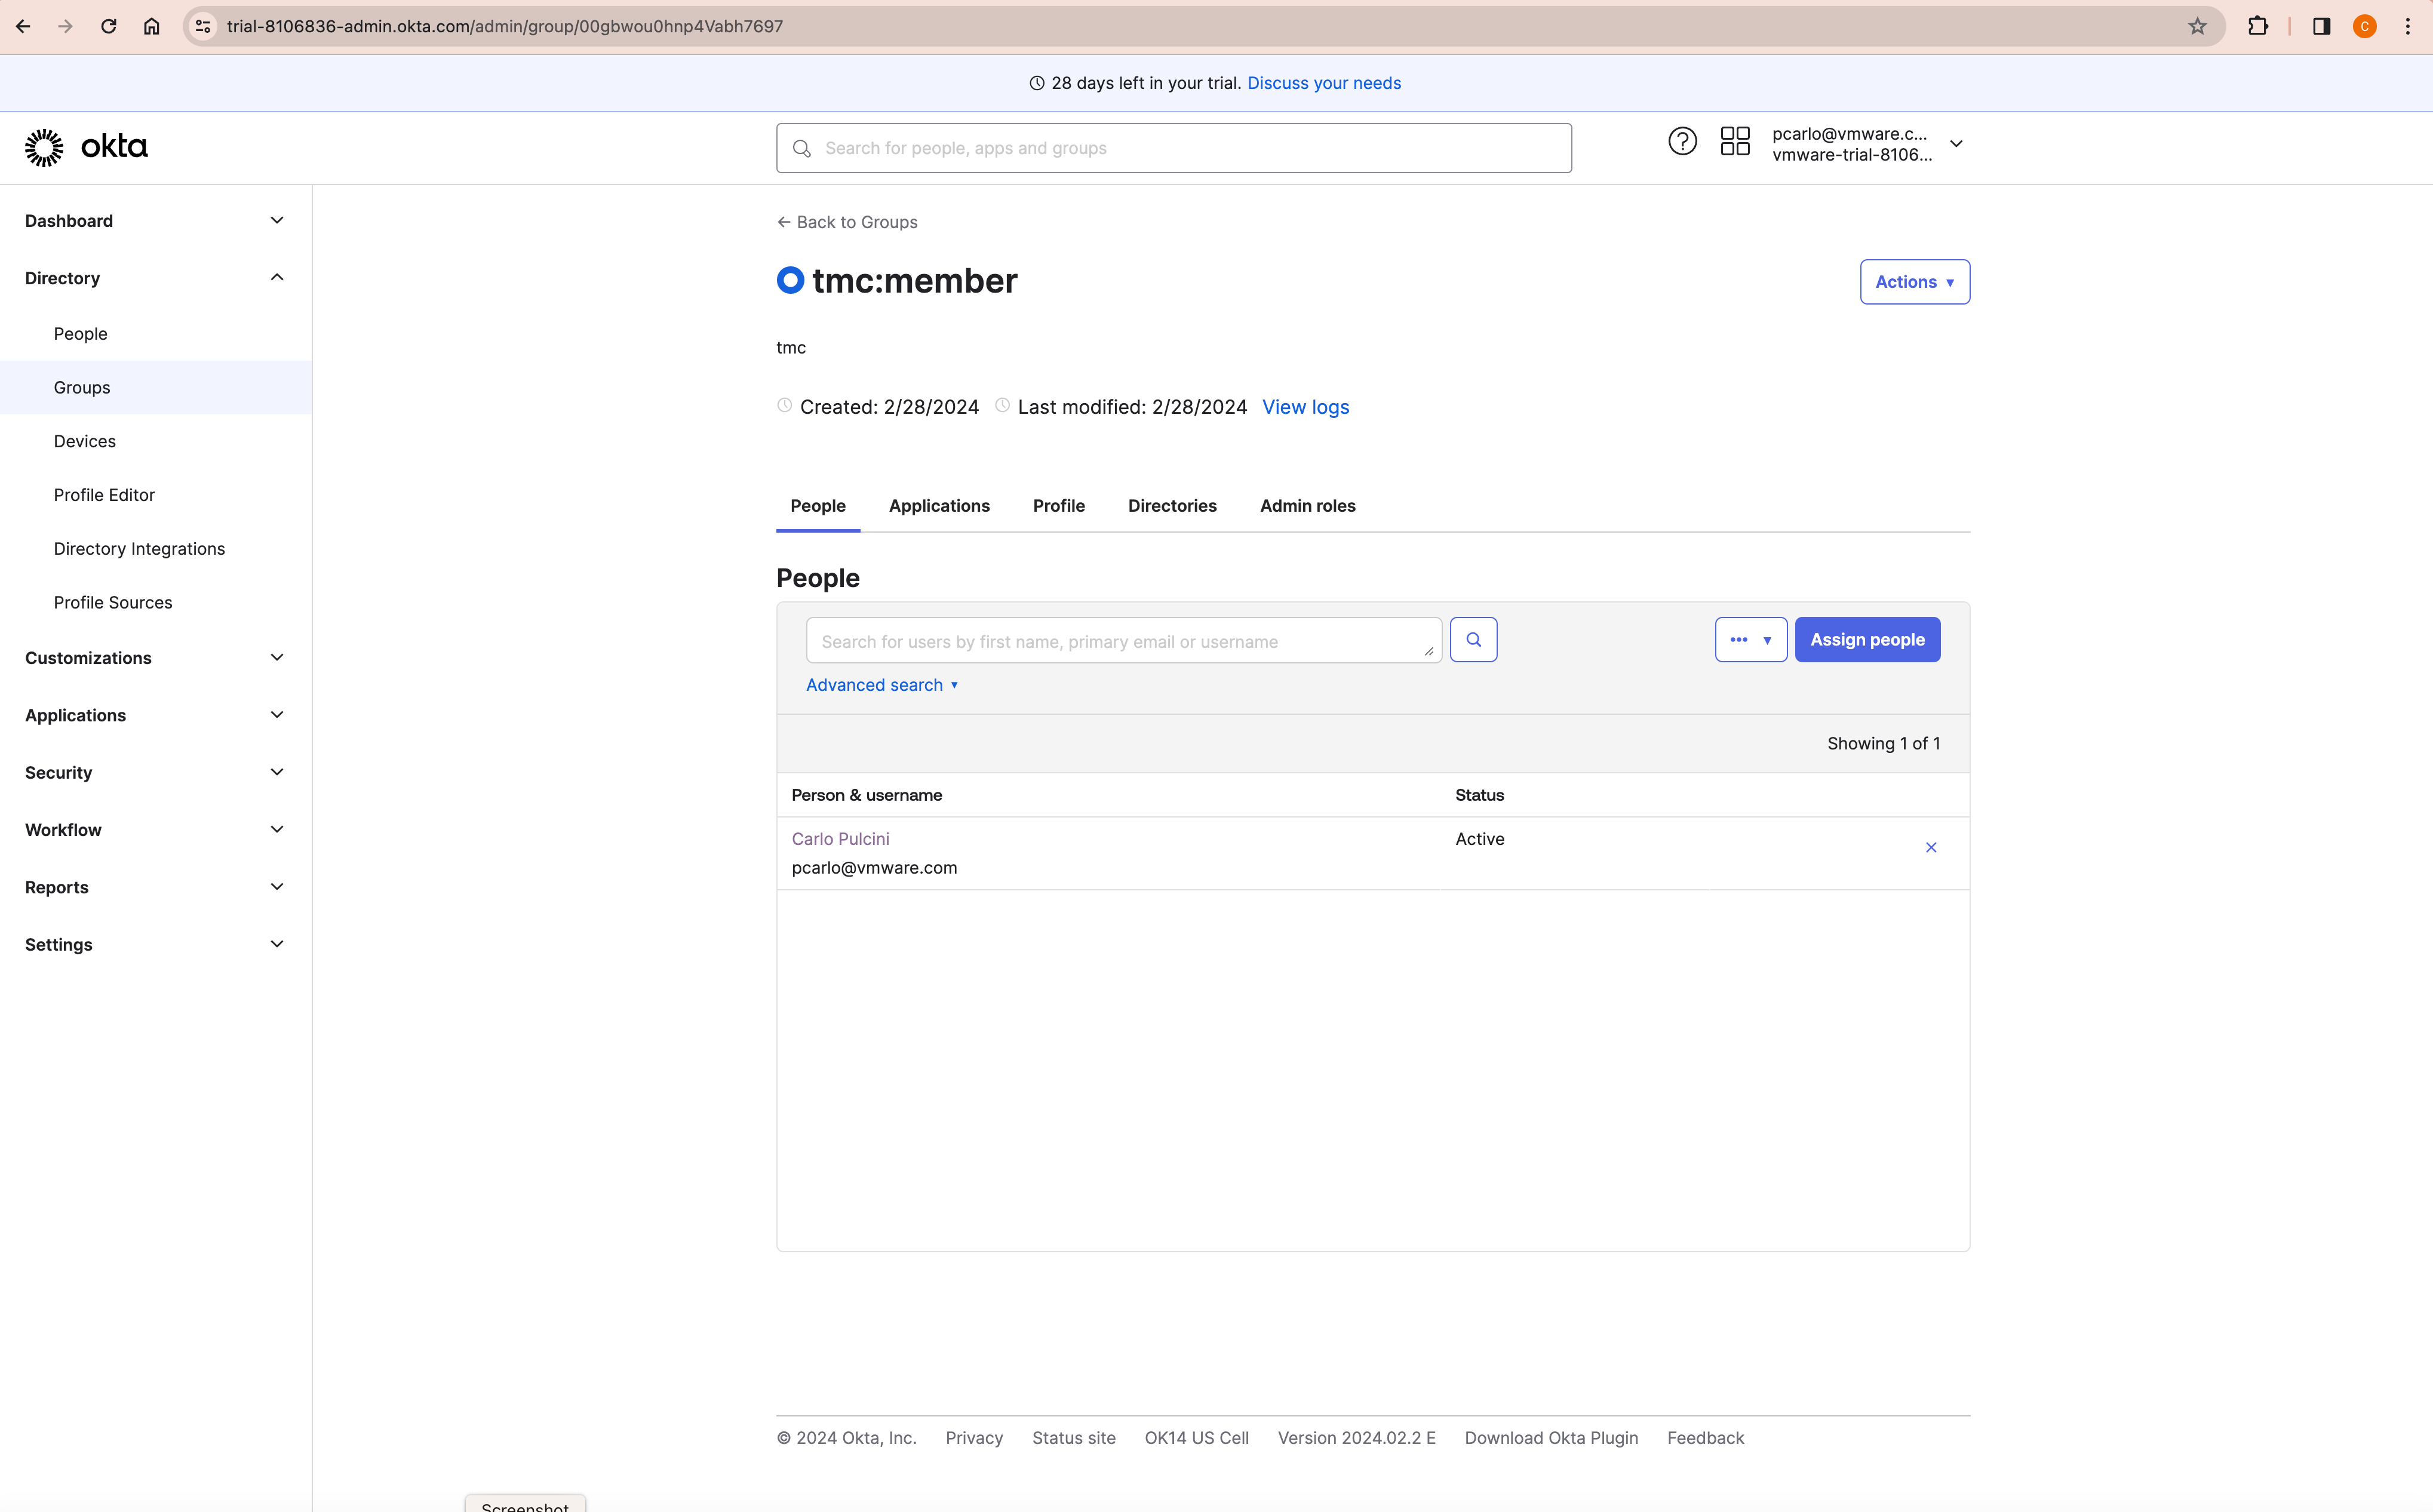 trial-8106836-admin.okta.com/admin/group/00gbwou0hnp4Vabh7697
C
28 days left in your trial. Discuss your needs
okta
Search for people, apps and groups
pcarlo@vmware.c...
vmware-trial-8106...
Dashboard
Directory
People
Groups
Devices
Profile Editor
Directory Integrations
Profile Sources
Customizations
Applications
Security
Workflow
Reports
Settings
← Back to Groups
tmc:member
Actions
tmc
Created: 2/28/2024 Last modified: 2/28/2024 View logs
People Applications Profile Directories Admin roles
People
Search for users by first name, primary email or username
Assign people
Advanced search
Showing 1 of 1
Person & username Status
Carlo Pulcini Active
pcarlo@vmware.com
© 2024 Okta, Inc. Privacy Status site OK14 US Cell Version 2024.02.2 E Download Okta Plugin Feedback
Screenshot